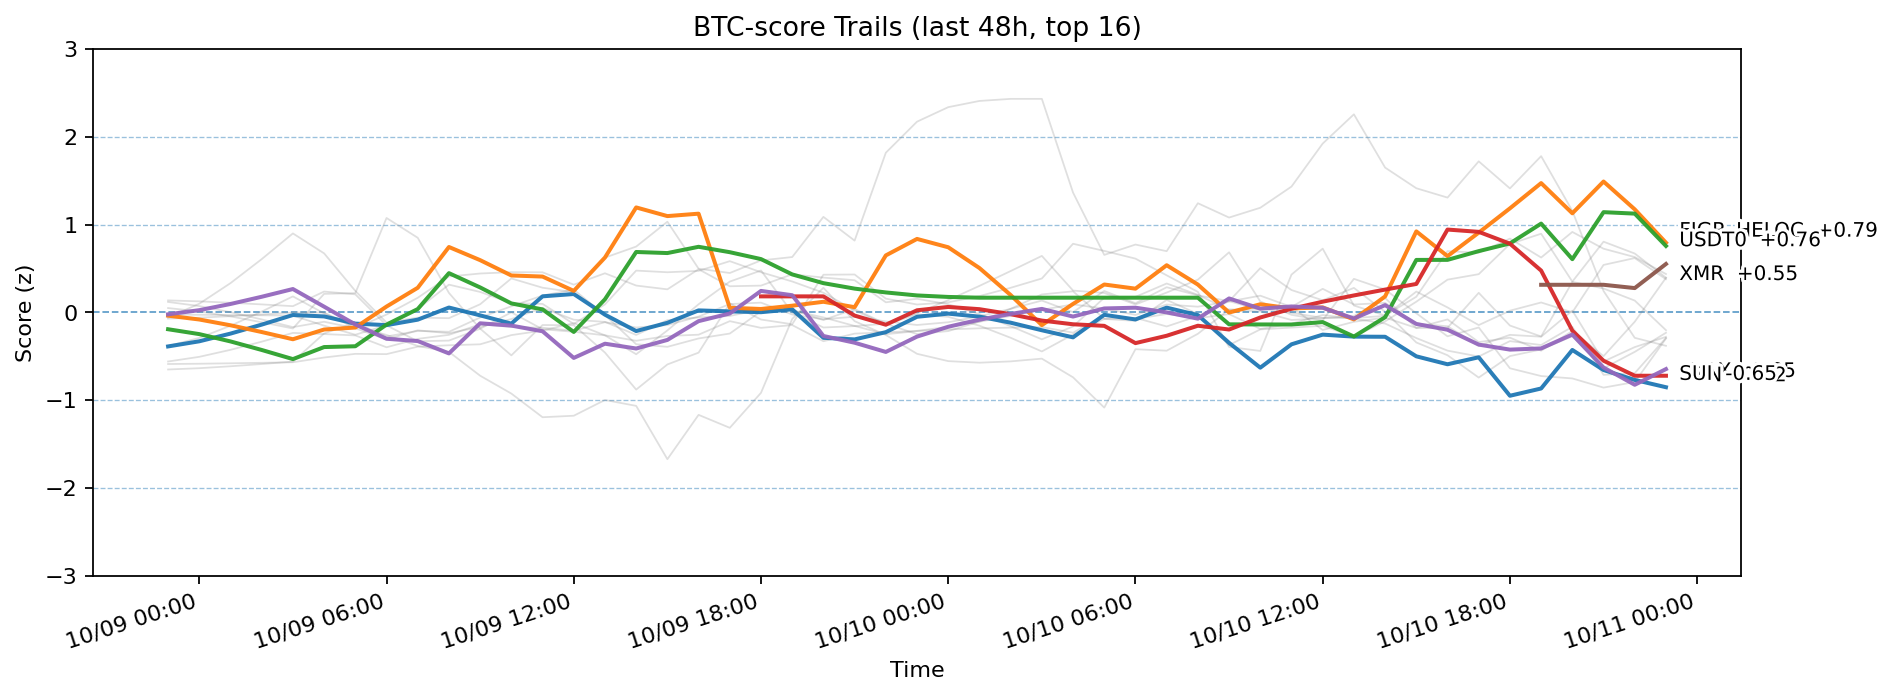 BTC-score Trails (last 48h, top 16)
Score (z)
3
2
1
0
−1
−2
−3
+0.79
USDT0 +0.76
XMR +0.55
SUN -0.65
10/09 00:00
10/09 06:00
10/09 12:00
10/09 18:00
10/10 00:00
10/10 06:00
10/10 12:00
10/10 18:00
10/11 00:00
Time